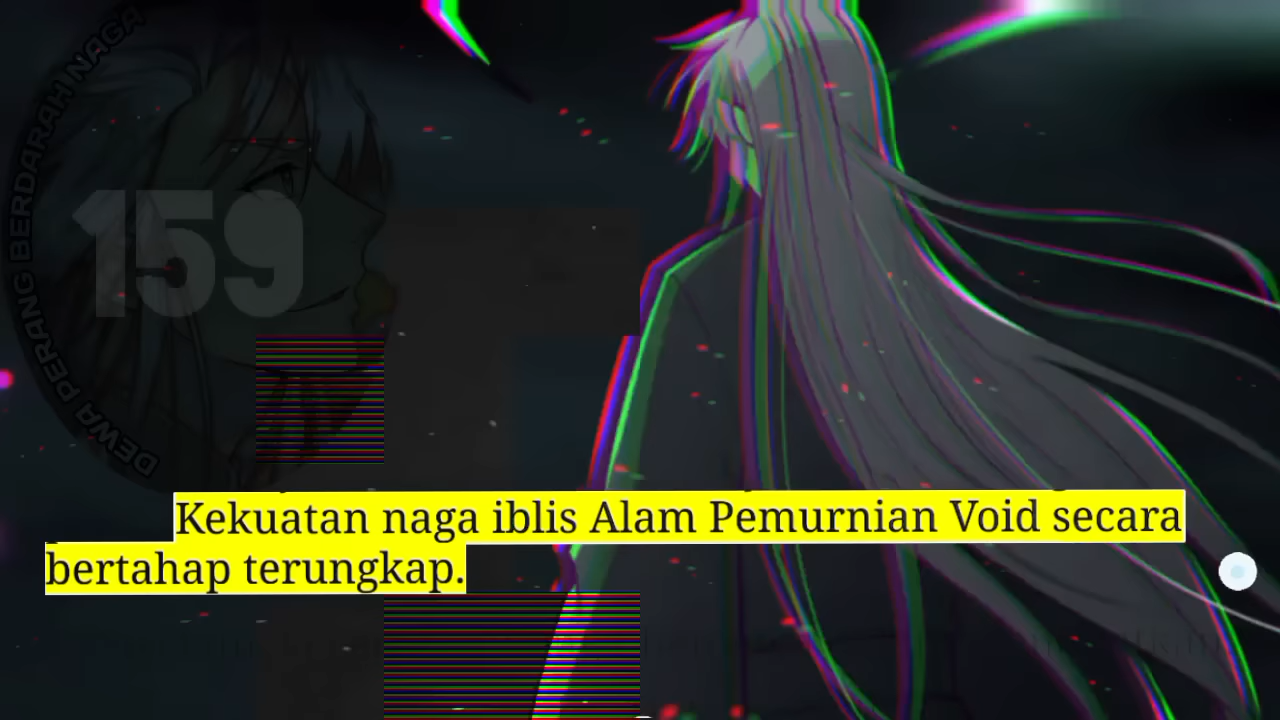 DEWA PERANG BERDARAH NAGA
159
Kekuatan naga iblis Alam Pemurnian Void secara
bertahap terungkap.